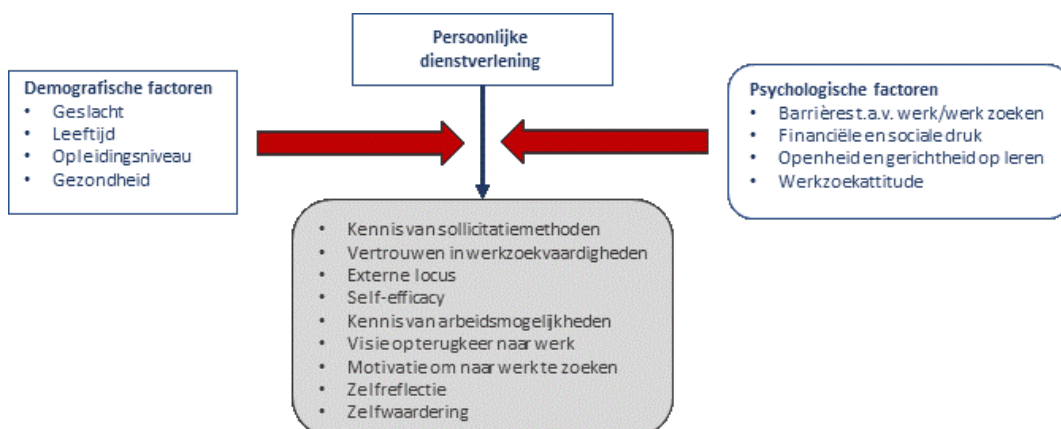 Persoonlijke
dienstverlening
Demografische factoren
• Geslacht
• Leeftijd
• Opleidingsniveau
• Gezondheid
Psychologische factoren
• Barrières t.a.v. werk/werk zoeken
• Financiële en sociale druk
• Openheid en gerichtheid op leren
• Werkzoekattitude
• Kennis van sollicitatiemethoden
• Vertrouwen in werkzoekvaardigheden
• Externe locus
• Self-efficacy
• Kennis van arbeidsmogelijkheden
• Visie op terugkeer naar werk
• Motivatie om naar werk te zoeken
• Zelfreflectie
• Zelfwaardering